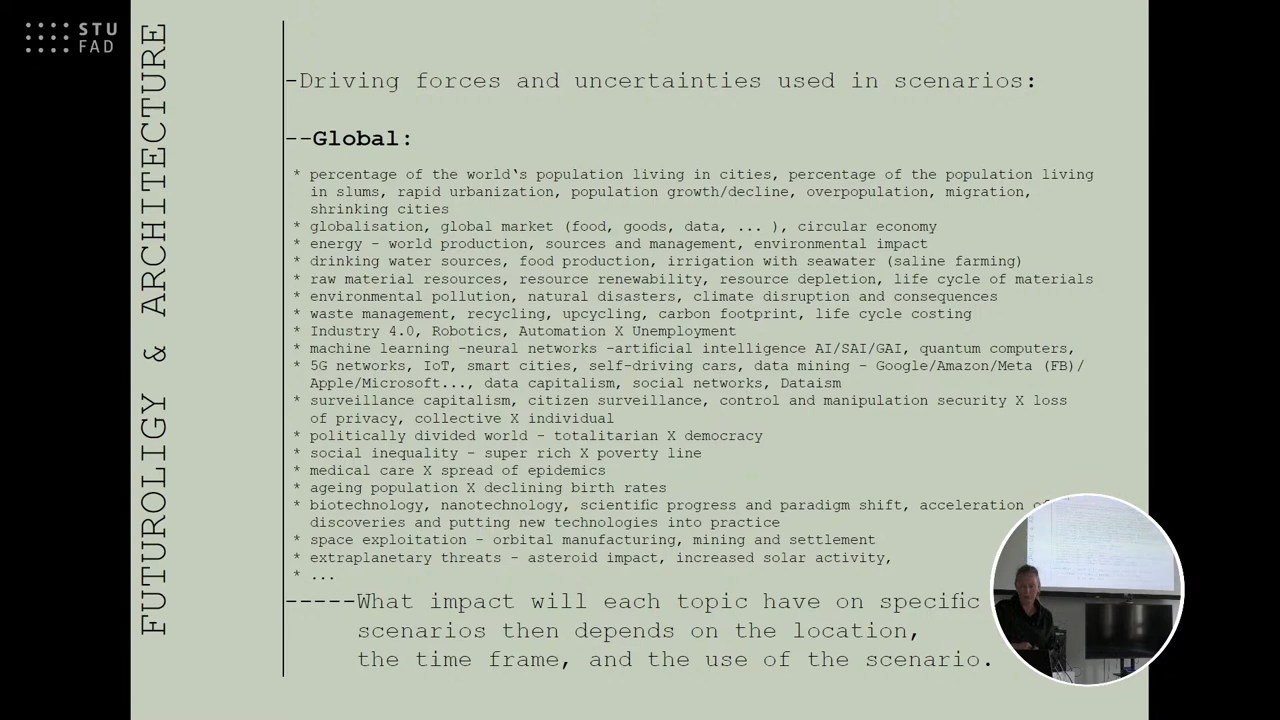 STU
FAD
FUTUROLIGY & ARCHITECTURE
-Driving forces and uncertainties used in scenarios:
--Global:
* percentage of the world‛s population living in cities, percentage of the population living
in slums, rapid urbanization, population growth/decline, overpopulation, migration,
shrinking cities
* globalisation, global market (food, goods, data, ... ), circular economy
* energy - world production, sources and management, environmental impact
* drinking water sources, food production, irrigation with seawater (saline farming)
* raw material resources, resource renewability, resource depletion, life cycle of materials
* environmental pollution, natural disasters, climate disruption and consequences
* waste management, recycling, upcycling, carbon footprint, life cycle costing
* Industry 4.0, Robotics, Automation X Unemployment
* machine learning -neural networks -artificial intelligence AI/SAI/GAI, quantum computers,
* 5G networks, IoT, smart cities, self-driving cars, data mining - Google/Amazon/Meta (FB)/
Apple/Microsoft..., data capitalism, social networks, Dataism
* surveillance capitalism, citizen surveillance, control and manipulation security X loss
of privacy, collective X individual
* politically divided world - totalitarian X democracy
* social inequality - super rich X poverty line
* medical care X spread of epidemics
* ageing population X declining birth rates
* biotechnology, nanotechnology, scientific progress and paradigm shift, acceleration
discoveries and putting new technologies into practice
* space exploitation - orbital manufacturing, mining and settlement
* extraplanetary threats - asteroid impact, increased solar activity,
* ...
-----What impact will each topic have on specific
scenarios then depends on the location,
the time frame, and the use of the scenario.